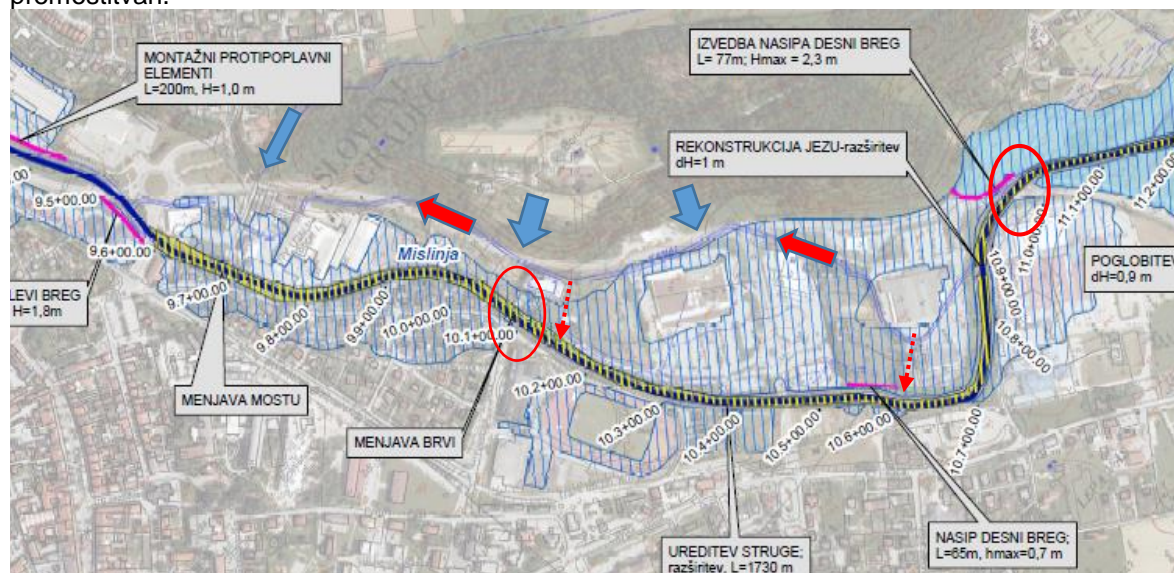 premostitvah.
MONTAŽNI PROTIPOPLAVNI
ELEMENTI
L=200m, H=1,0 m
IZVEDBA NASIPA DESNI BREG
L= 77m; Hmax = 2,3 m
REKONSTRUKCIJA JEZU-razširitev
dH=1 m
SLOVENJ
GRADEC
9.5+00.00
9.6+00.00
LEVI BREG
H=1,8m
9.7+00.00
9.8+00.00
9.9+00.00
10.0+00.00
10.1+00.00
10.2+00.00
10.3+00.00
10.4+00.00
10.5+00.00
10.6+00.00
10.7+00.00
10.8+00.00
10.9+00.00
11.0+00.00
11.1+00.00
11.2+00.00
Mislinja
POGLOBITEV
dH=0,9 m
MENJAVA MOSTU
MENJAVA BRVI
UREDITEV STRUGE;
razširitev, L=1730 m
NASIP DESNI BREG;
L=65m, hmax=0,7 m